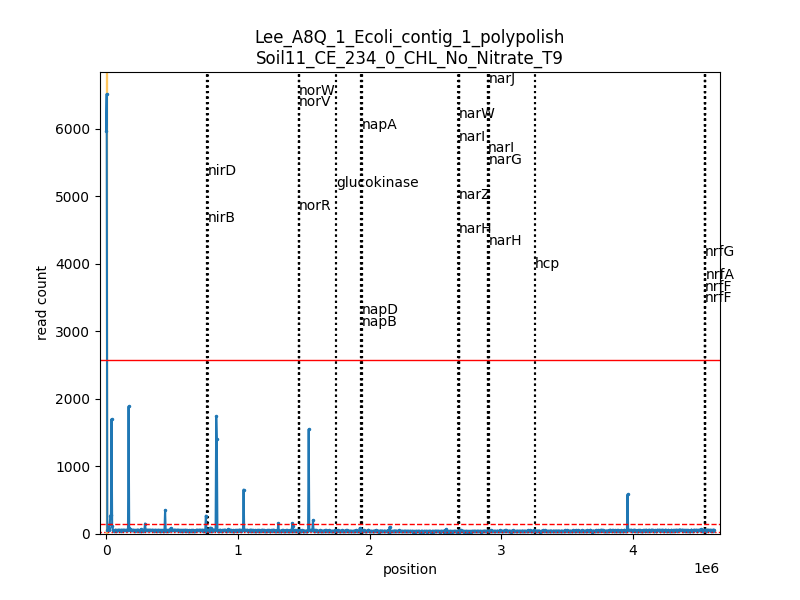 Lee_A8Q_1_Ecoli_contig_1_polypolish
Soil11_CE_234_0_CHL_No_Nitrate_T9
read count
6000
5000
4000
3000
2000
1000
0
nirD
nirB
norW
norV
norR
glucokinase
napA
napD
napB
narW
narI
narZ
narH
narJ
narI
narG
narH
hcp
nrfG
nrfA
nrfF
nrfF
0
1
2
3
4
1e6
position